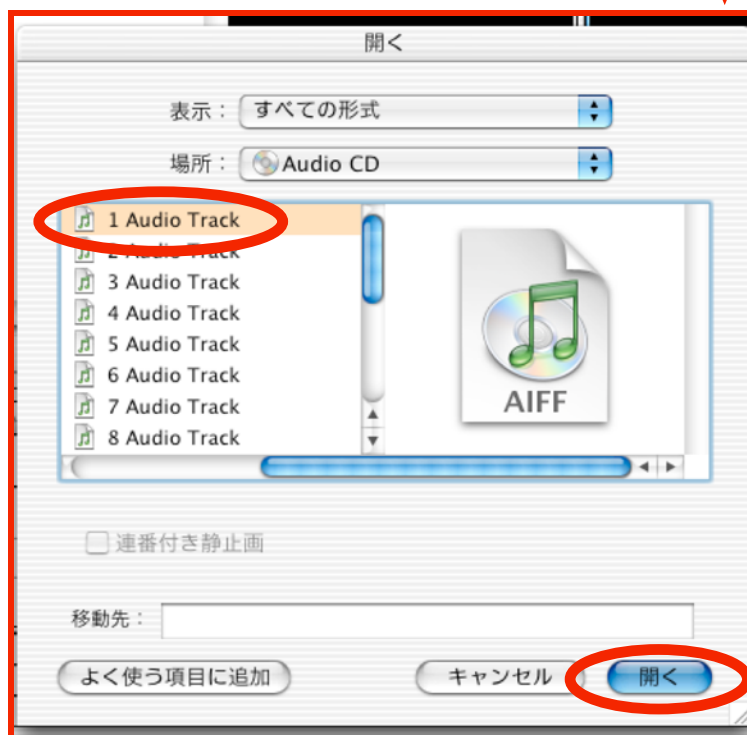 開く
表示： すべての形式
場所： Audio CD
1 Audio Track
2 Audio Track
3 Audio Track
4 Audio Track
5 Audio Track
6 Audio Track
7 Audio Track
8 Audio Track
AIFF
連番付き静止画
移動先：
よく使う項目に追加 キャンセル 開く